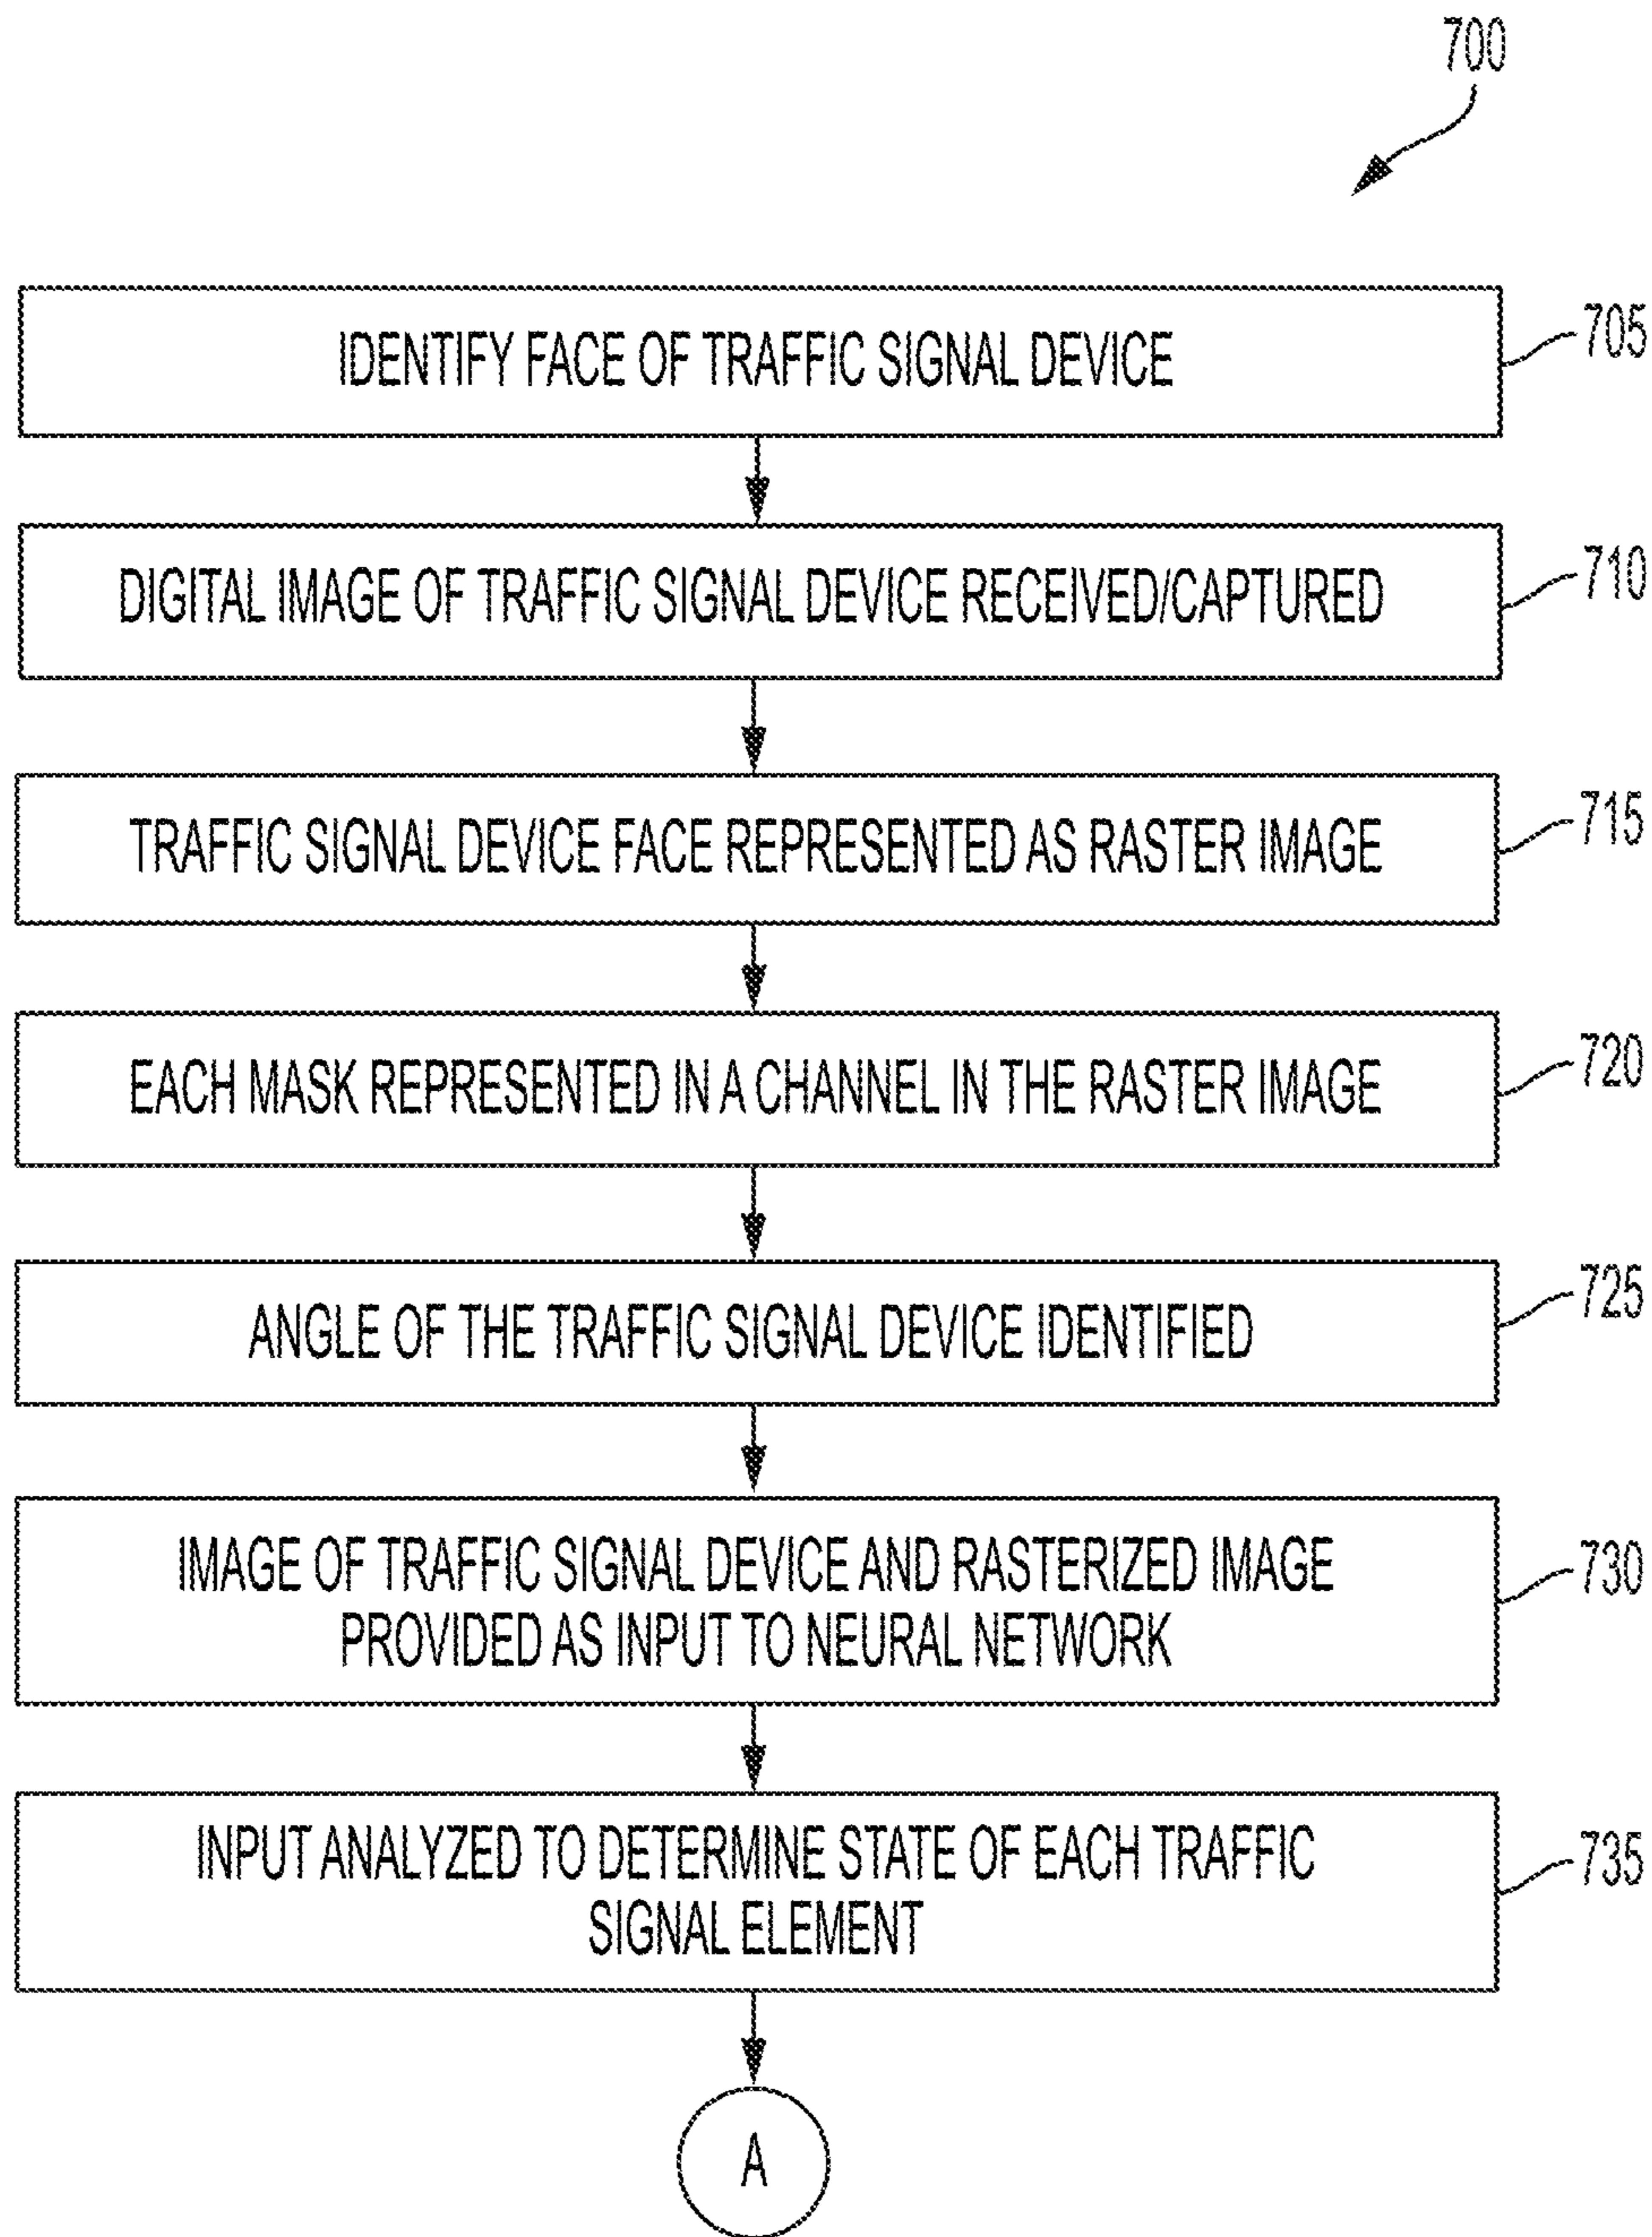 700
IDENTIFY FACE OF TRAFFIC SIGNAL DEVICE
705
DIGITAL IMAGE OF TRAFFIC SIGNAL DEVICE RECEIVED/CAPTURED
710
TRAFFIC SIGNAL DEVICE FACE REPRESENTED AS RASTER IMAGE
715
EACH MASK REPRESENTED IN A CHANNEL IN THE RASTER IMAGE
720
ANGLE OF THE TRAFFIC SIGNAL DEVICE IDENTIFIED
725
IMAGE OF TRAFFIC SIGNAL DEVICE AND RASTERIZED IMAGE
PROVIDED AS INPUT TO NEURAL NETWORK
730
INPUT ANALYZED TO DETERMINE STATE OF EACH TRAFFIC
SIGNAL ELEMENT
735
A